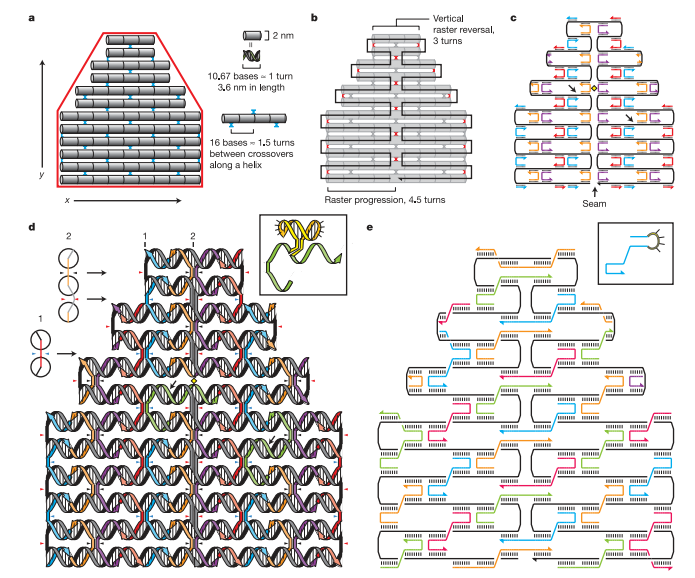 a
2 nm
10.67 bases = 1 turn
3.6 nm in length
16 bases = 1.5 turns
between crossovers
along a helix
y
x
b
Vertical
raster reversal,
3 turns
Raster progression, 4.5 turns
c
Seam
d
2
1
1
2
e